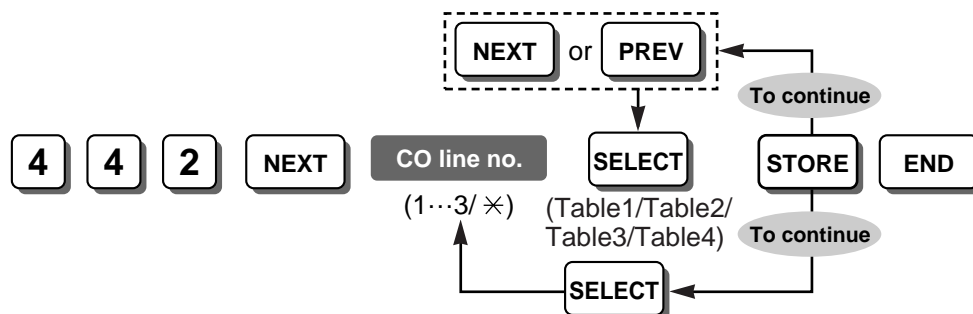 NEXT or PREV
To continue
4 4 2 NEXT CO line no. SELECT STORE END
(1···3/ ✳) (Table1/Table2/
Table3/Table4) To continue
SELECT